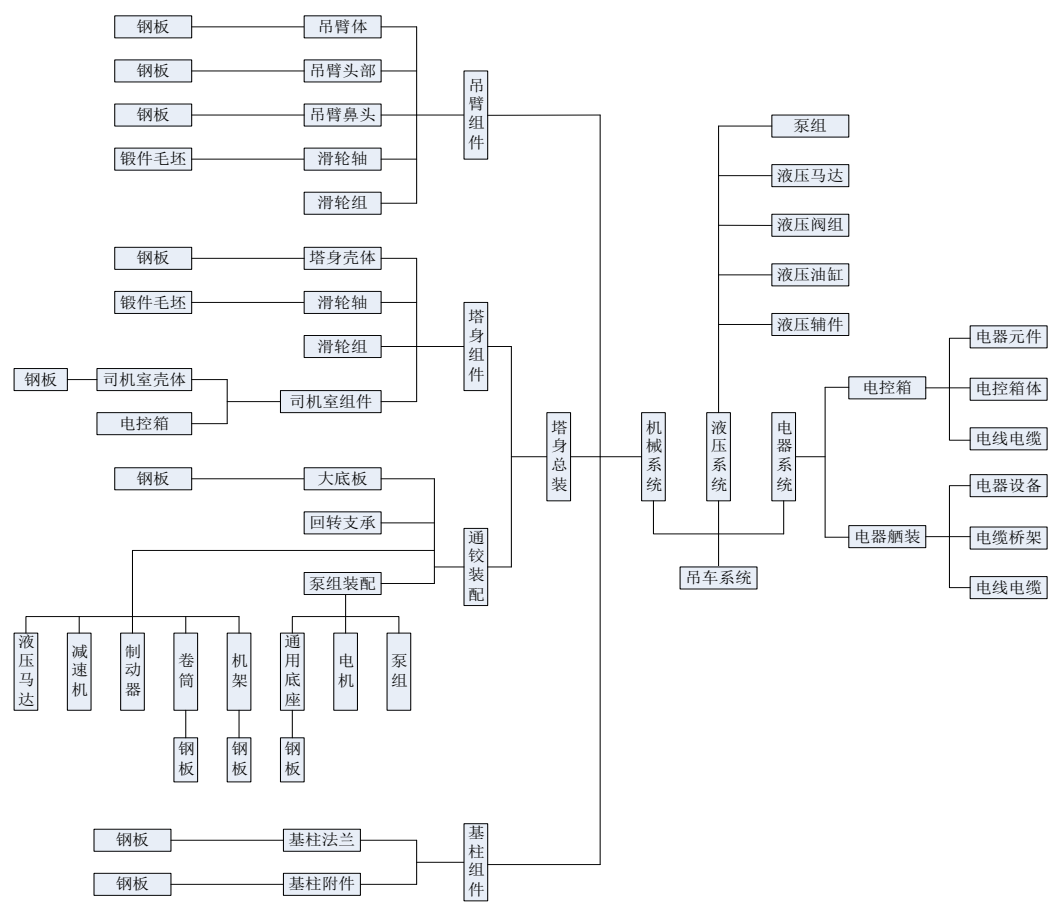 钢板
吊臂体
钢板
吊臂头部
钢板
吊臂鼻头
锻件毛坯
滑轮轴
滑轮组
吊臂组件
钢板
塔身壳体
锻件毛坯
滑轮轴
滑轮组
钢板
司机室壳体
电控箱
司机室组件
塔身组件
钢板
大底板
回转支承
泵组装配
通铰装配
液压马达
减速机
制动器
卷筒
机架
通用底座
电机
泵组
钢板
钢板
钢板
钢板
基柱法兰
钢板
基柱附件
基柱组件
塔身总装
机械系统
液压系统
电器系统
吊车系统
泵组
液压马达
液压阀组
液压油缸
液压辅件
电控箱
电器元件
电控箱体
电线电缆
电器舾装
电器设备
电缆桥架
电线电缆